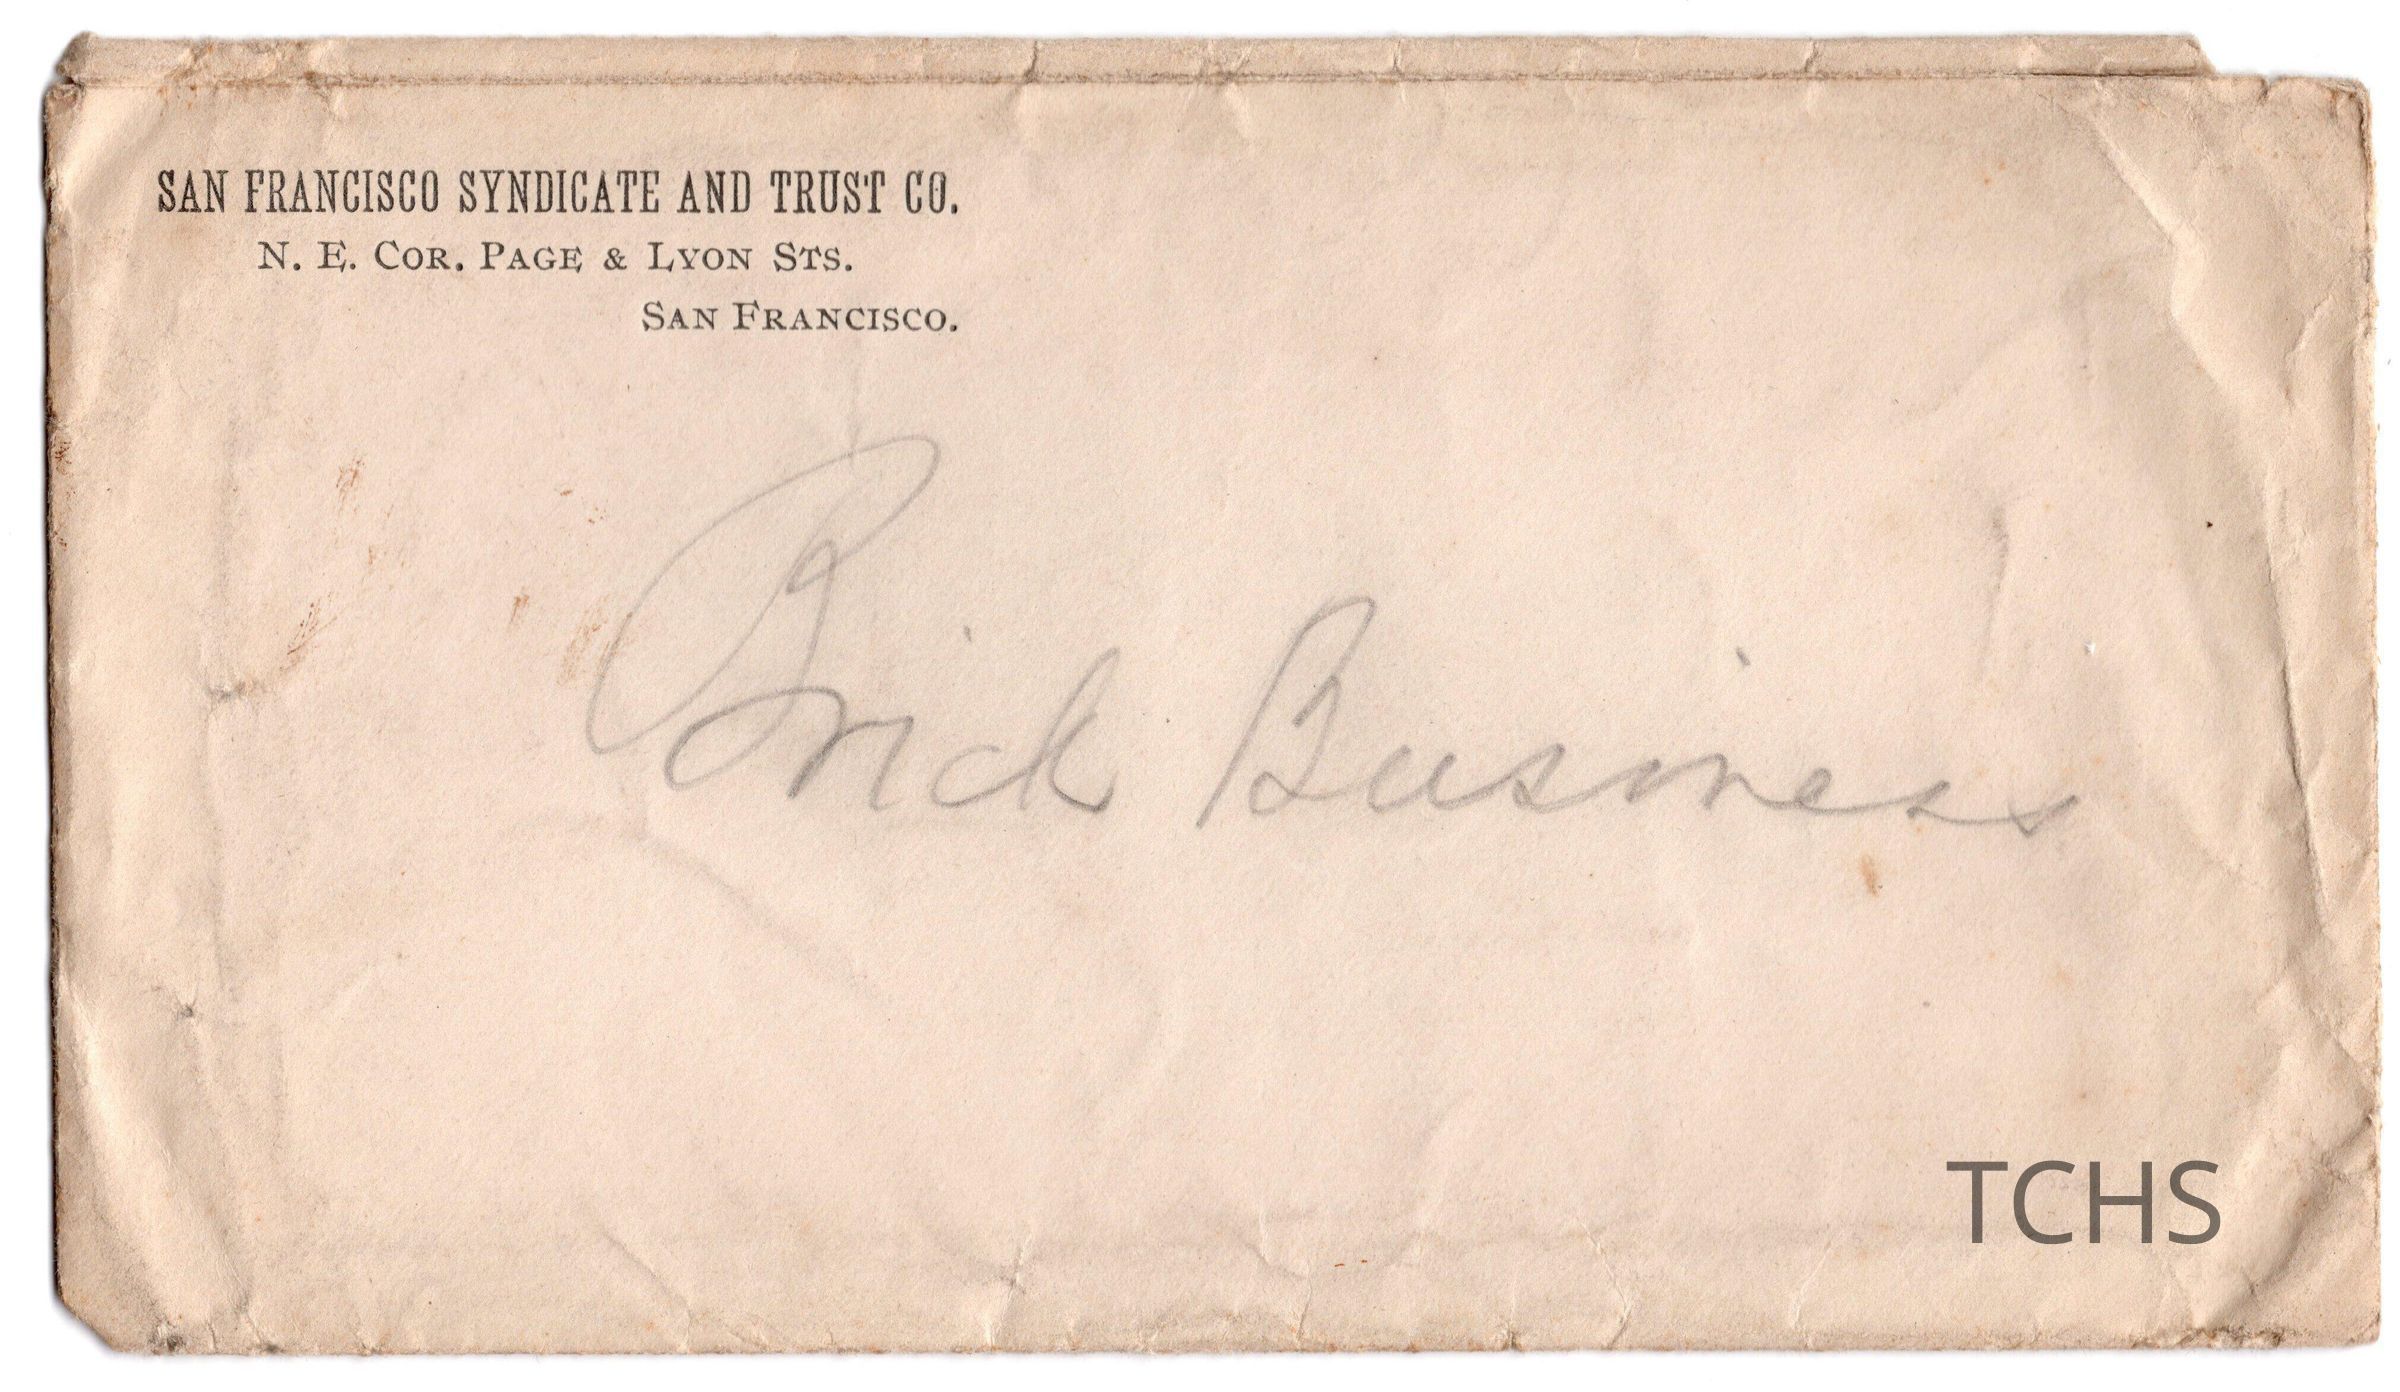 SAN FRANCISCO SYNDICATE AND TRUST CO.
N. E. COR. PAGE & LYON STS.
SAN FRANCISCO.
Brick Business
TCHS